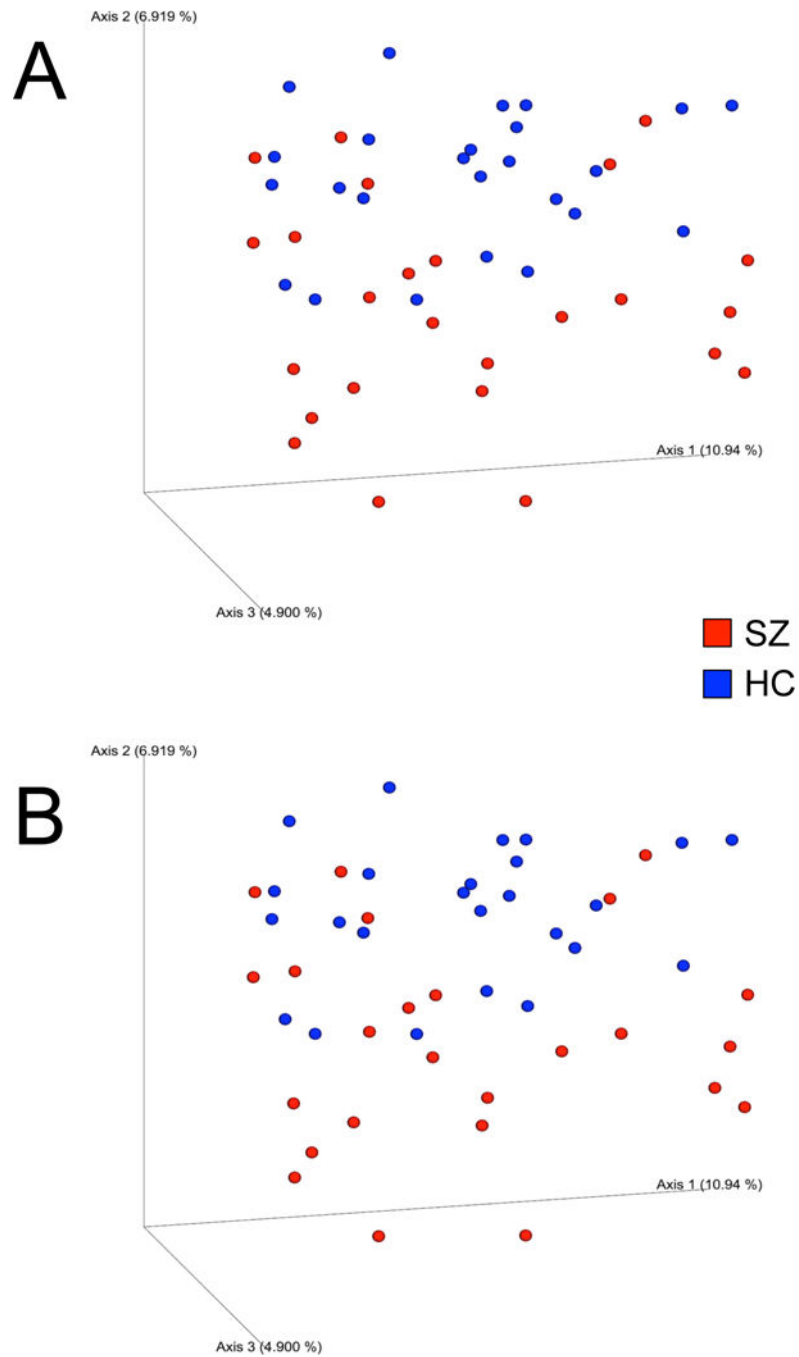 Axis 2 (6.919 %)
A
Axis 1 (10.94 %)
Axis 3 (4.900 %)
SZ
HC
Axis 2 (6.919 %)
B
Axis 1 (10.94 %)
Axis 3 (4.900 %)